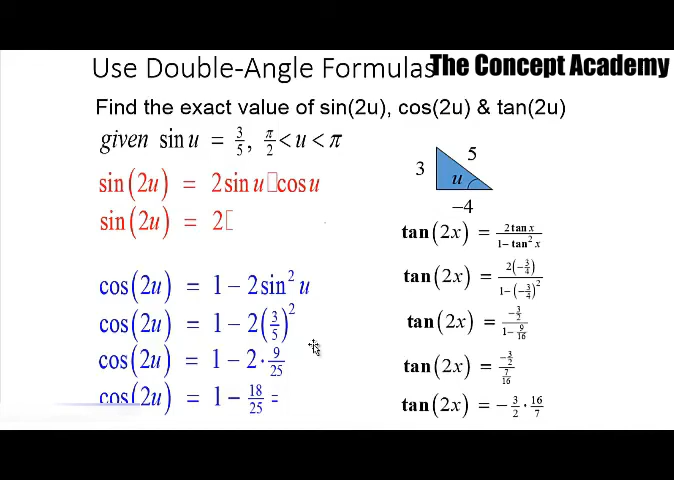 Use Double-Angle Formulas
The Concept Academy
Find the exact value of sin(2u), cos(2u) & tan(2u)
given sin u = 3/5, π/2 < u < π
sin(2u) = 2sin u□cos u
sin(2u) = 2□
cos(2u) = 1 − 2sin² u
cos(2u) = 1 − 2(3/5)²
cos(2u) = 1 − 2 · 9/25
cos(2u) = 1 − 18/25 =
3
5
u
−4
tan(2x) = 2tan x/1−tan² x
tan(2x) = 2(−3/4)/1−(−3/4)²
tan(2x) = −3/2/1−9/16
tan(2x) = −3/2/7/16
tan(2x) = −3/2 · 16/7